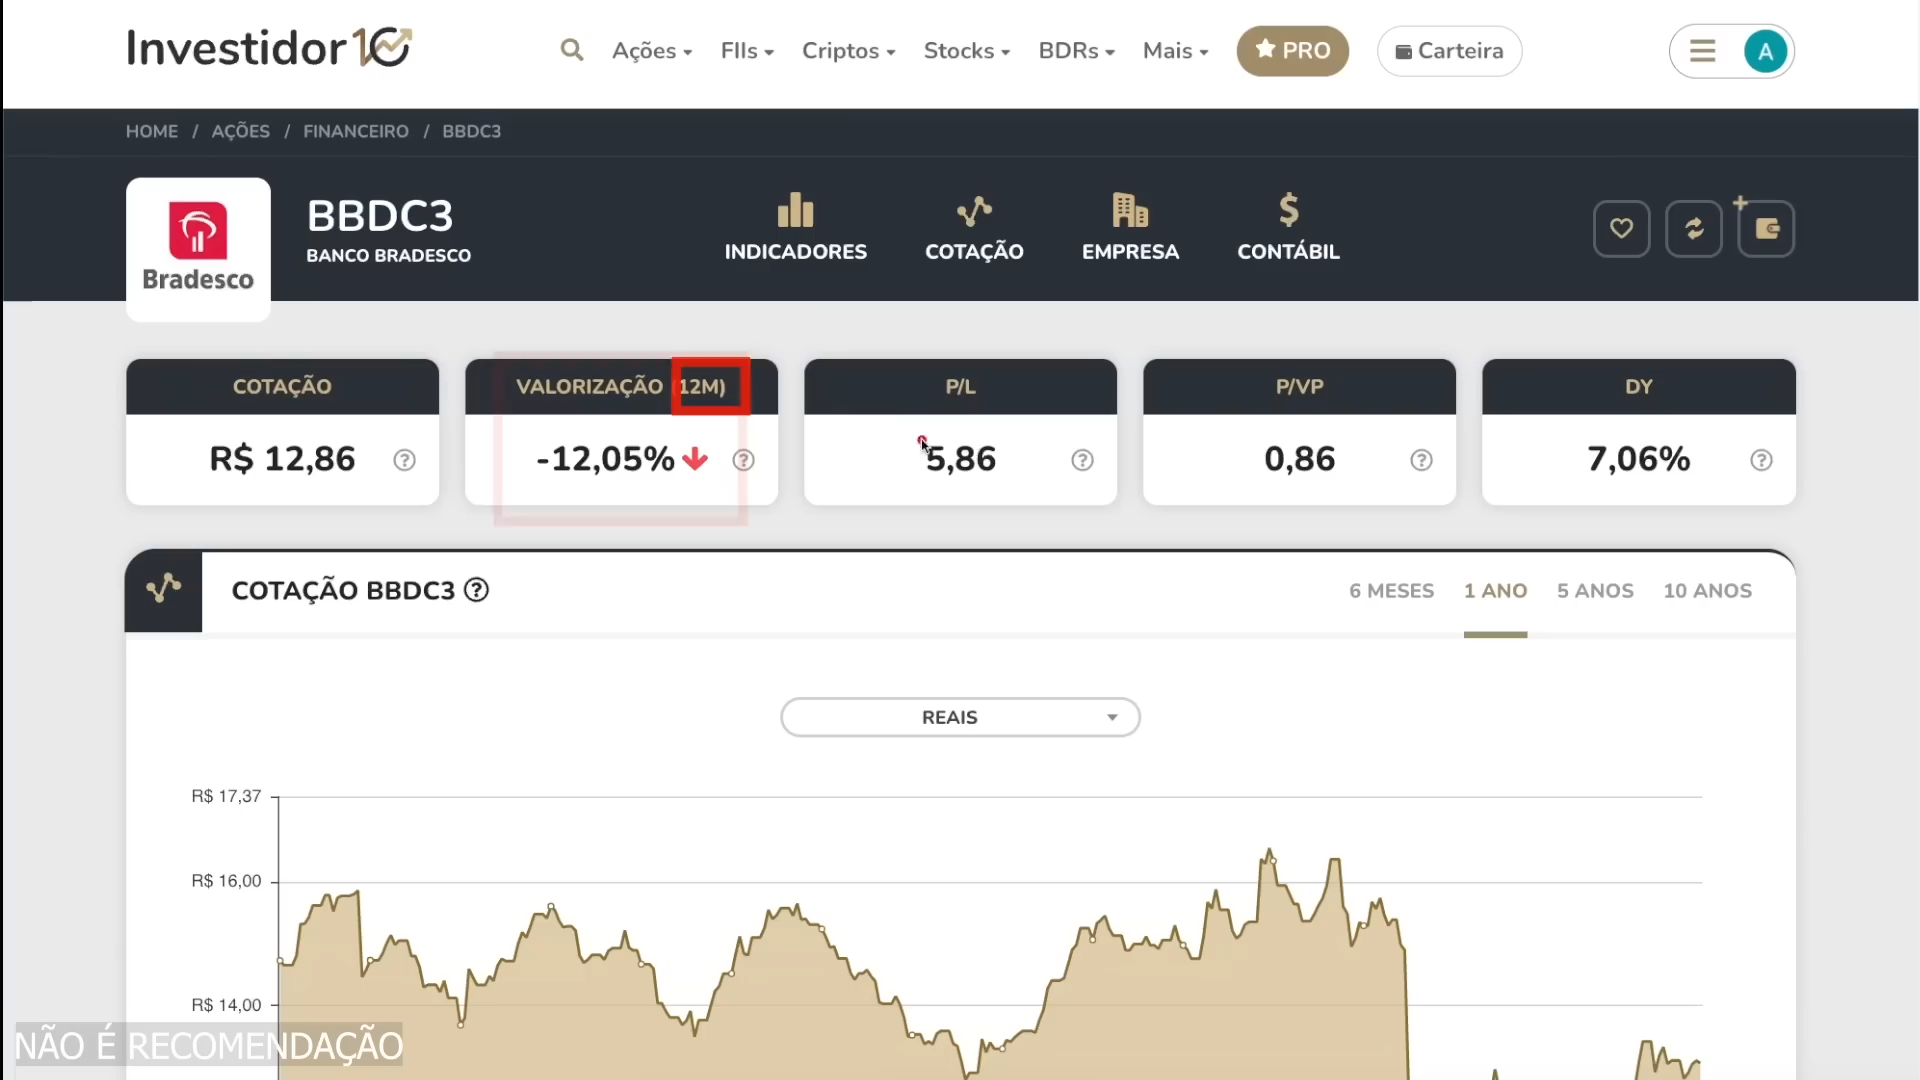 Investidor 10
Ações
FIIs
Criptos
Stocks
BDRs
Mais
PRO
Carteira
A
HOME / AÇÕES / FINANCEIRO / BBDC3
Bradesco
BBDC3
BANCO BRADESCO
INDICADORES
COTAÇÃO
EMPRESA
CONTÁBIL
COTAÇÃO
R$ 12,86
VALORIZAÇÃO (12M)
-12,05%
P/L
5,86
P/VP
0,86
DY
7,06%
COTAÇÃO BBDC3
6 MESES
1 ANO
5 ANOS
10 ANOS
REAIS
R$ 17,37
R$ 16,00
R$ 14,00
NÃO É RECOMENDAÇÃO